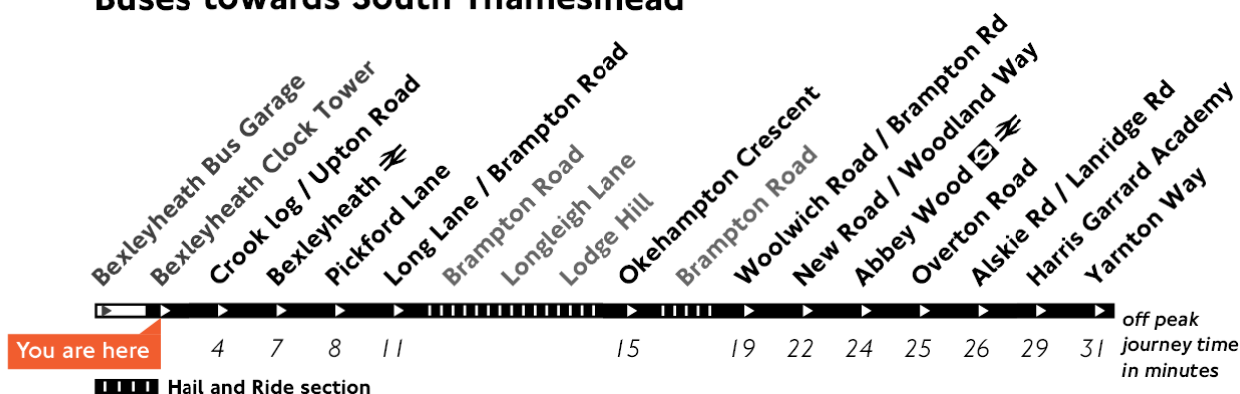 Buses towards South Thamesmead
Bexleyheath Bus Garage
Bexleyheath Clock Tower
Crook log / Upton Road
Bexleyheath
Pickford Lane
Long Lane / Brampton Road
Brampton Road
Longleigh Lane
Lodge Hill
Okehampton Crescent
Brampton Road
Woolwich Road / Brampton Rd
New Road / Woodland Way
Abbey Wood
Overton Road
Alskie Rd / Lanridge Rd
Harris Garrard Academy
Yarnton Way
You are here
4 7 8 11 15 19 22 24 25 26 29 31
off peak
journey time
in minutes
Hail and Ride section